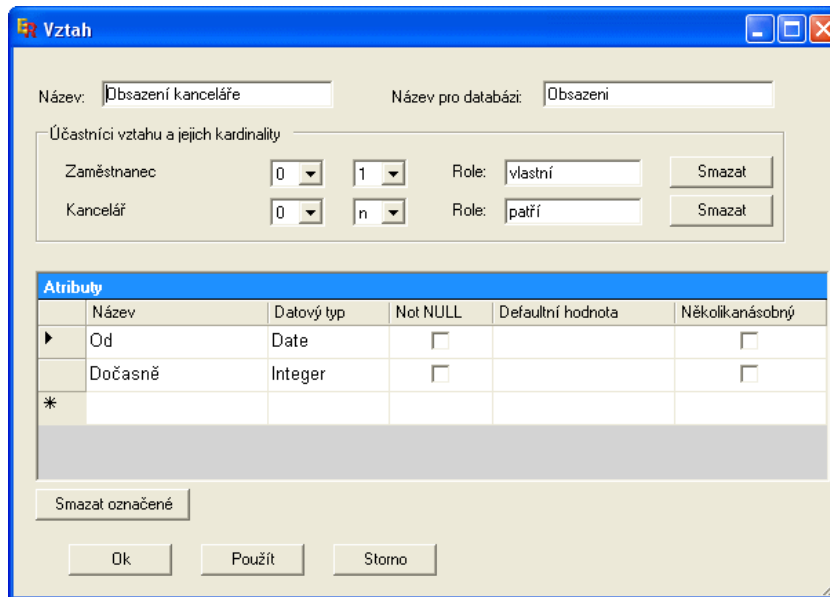 ER Vztah
Název: Obsazení kanceláře Název pro databázi: Obsazeni
Účastníci vztahu a jejich kardinality
Zaměstnanec 0 1 Role: vlastní Smazat
Kancelář 0 n Role: patří Smazat
Atributy
Název Datový typ Not NULL Defaultní hodnota Několikanásobný
Od Date
Dočasně Integer
*
Smazat označené
Ok Použít Storno